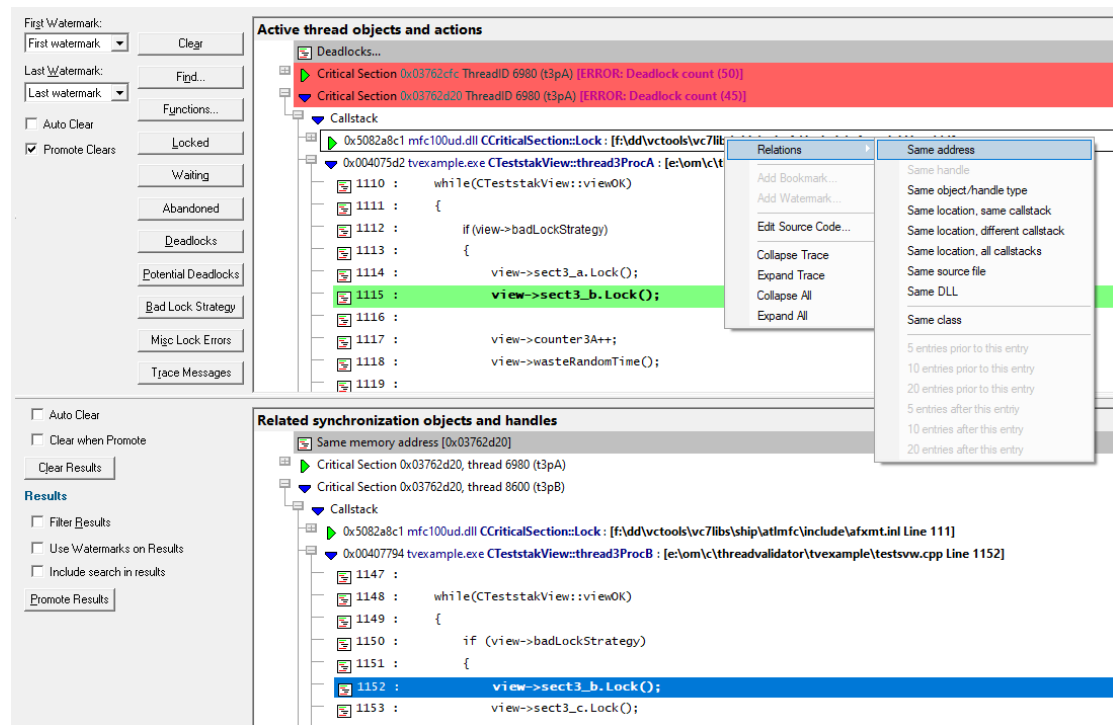 First Watermark:
First watermark
Clear
Last Watermark:
Last watermark
Find...
Functions...
Auto Clear
Promote Clears
Locked
Waiting
Abandoned
Deadlocks
Potential Deadlocks
Bad Lock Strategy
Misc Lock Errors
Trace Messages
Active thread objects and actions
Deadlocks...
Critical Section 0x03762cfc ThreadID 6980 (t3pA) [ERROR: Deadlock count (50)]
Critical Section 0x03762d20 ThreadID 6980 (t3pA) [ERROR: Deadlock count (45)]
Callstack
0x5082a8c1 mfc100ud.dll CCriticalSection::Lock : [f:\dd\vctools\vc7lib
0x004075d2 tvexample.exe CTeststakView::thread3ProcA : [e:\om\c\t
1110 : while(CTeststakView::viewOK)
1111 : {
1112 : if (view->badLockStrategy)
1113 : {
1114 : view->sect3_a.Lock();
1115 : view->sect3_b.Lock();
1116 :
1117 : view->counter3A++;
1118 : view->wasteRandomTime();
1119 :
Relations
Add Bookmark...
Add Watermark...
Edit Source Code...
Collapse Trace
Expand Trace
Collapse All
Expand All
Same address
Same handle
Same object/handle type
Same location, same callstack
Same location, different callstack
Same location, all callstacks
Same source file
Same DLL
Same class
5 entries prior to this entry
10 entries prior to this entry
20 entries prior to this entry
5 entries after this entry
10 entries after this entry
20 entries after this entry
Auto Clear
Clear when Promote
Clear Results
Results
Filter Results
Use Watermarks on Results
Include search in results
Promote Results
Related synchronization objects and handles
Same memory address [0x03762d20]
Critical Section 0x03762d20, thread 6980 (t3pA)
Critical Section 0x03762d20, thread 8600 (t3pB)
Callstack
0x5082a8c1 mfc100ud.dll CCriticalSection::Lock : [f:\dd\vctools\vc7libs\ship\atlmfc\include\afxmt.inl Line 111]
0x00407794 tvexample.exe CTeststakView::thread3ProcB : [e:\om\c\threadvalidator\tvexample\testsvw.cpp Line 1152]
1147 :
1148 : while(CTeststakView::viewOK)
1149 : {
1150 : if (view->badLockStrategy)
1151 : {
1152 : view->sect3_b.Lock();
1153 : view->sect3_c.Lock();